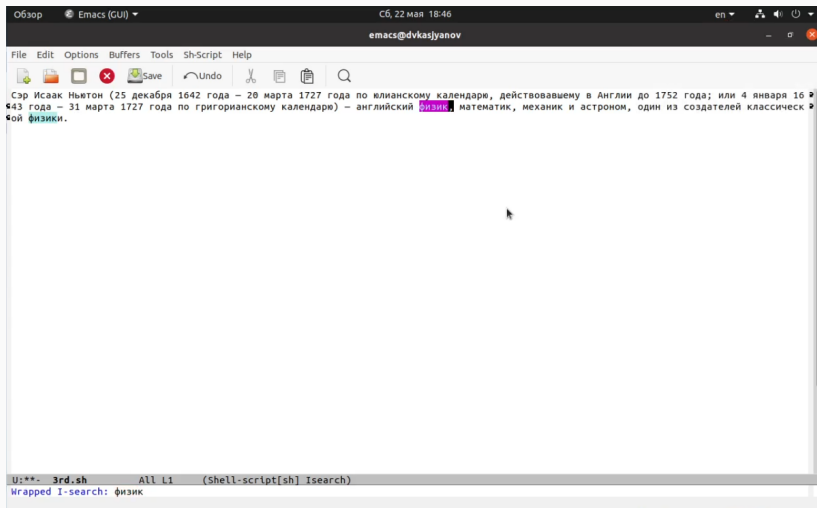 Обзор Emacs (GUI) Сб, 22 мая 18:46 en
emacs@dvkasjyanov
File Edit Options Buffers Tools Sh-Script Help
Save Undo
Сэр Исаак Ньютон (25 декабря 1642 года – 20 марта 1727 года по юлианскому календарю, действовавшему в Англии до 1752 года; или 4 января 16
43 года – 31 марта 1727 года по григорианскому календарю) – английский физик, математик, механик и астроном, один из создателей классическ
ой физики.
U:**- 3rd.sh All L1 (Shell-script[sh] Isearch)
Wrapped I-search: физик